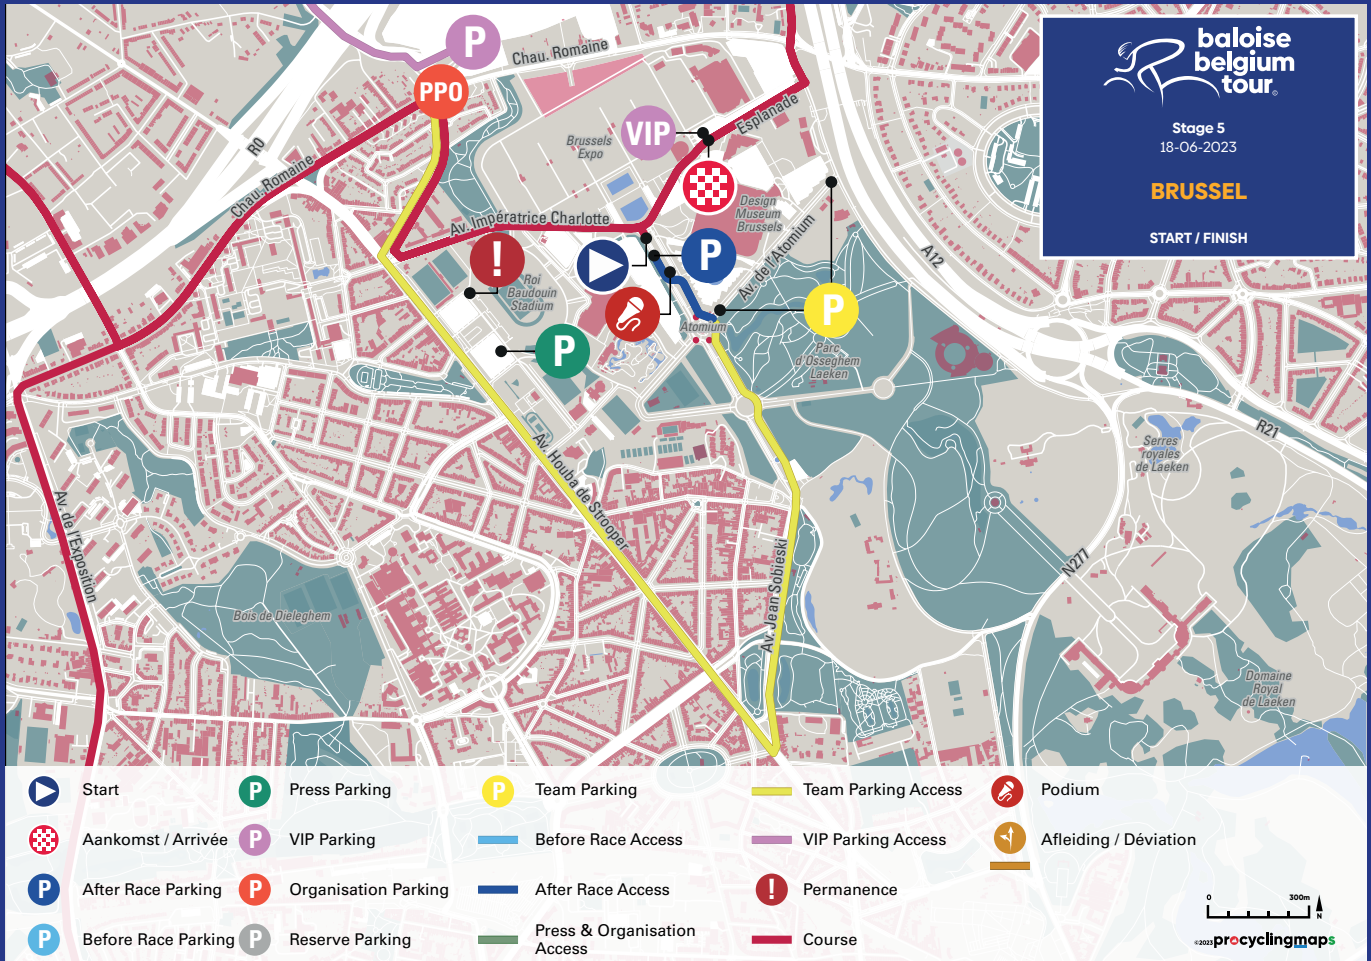 baloise
belgium
tour
Stage 5
18-06-2023
BRUSSEL
START / FINISH
P
Chau. Romaine
PPO
Esplanade
VIP
Brussels
Expo
R0
Chau. Romaine
Design
Museum
Brussels
Av. Impératrice Charlotte
Av. de l'Atomium
A12
!
P
Roi
Baudouin
Stadium
P
Atomium
P
Parc
d'Osseghem
Laeken
Serres
royales
de Laeken
R21
Av. Houba de Strooper
Av. de l'Exposition
Av. Jean Sobieski
N277
Bois de Dieleghem
Domaine
Royal
de Laeken
Start
P Press Parking
P Team Parking
Team Parking Access
Podium
Aankomst / Arrivée
P VIP Parking
Before Race Access
VIP Parking Access
Afleiding / Déviation
P After Race Parking
P Organisation Parking
After Race Access
! Permanence
P Before Race Parking
P Reserve Parking
Press & Organisation
Access
Course
0 300m
N
©2023 procyclingmaps